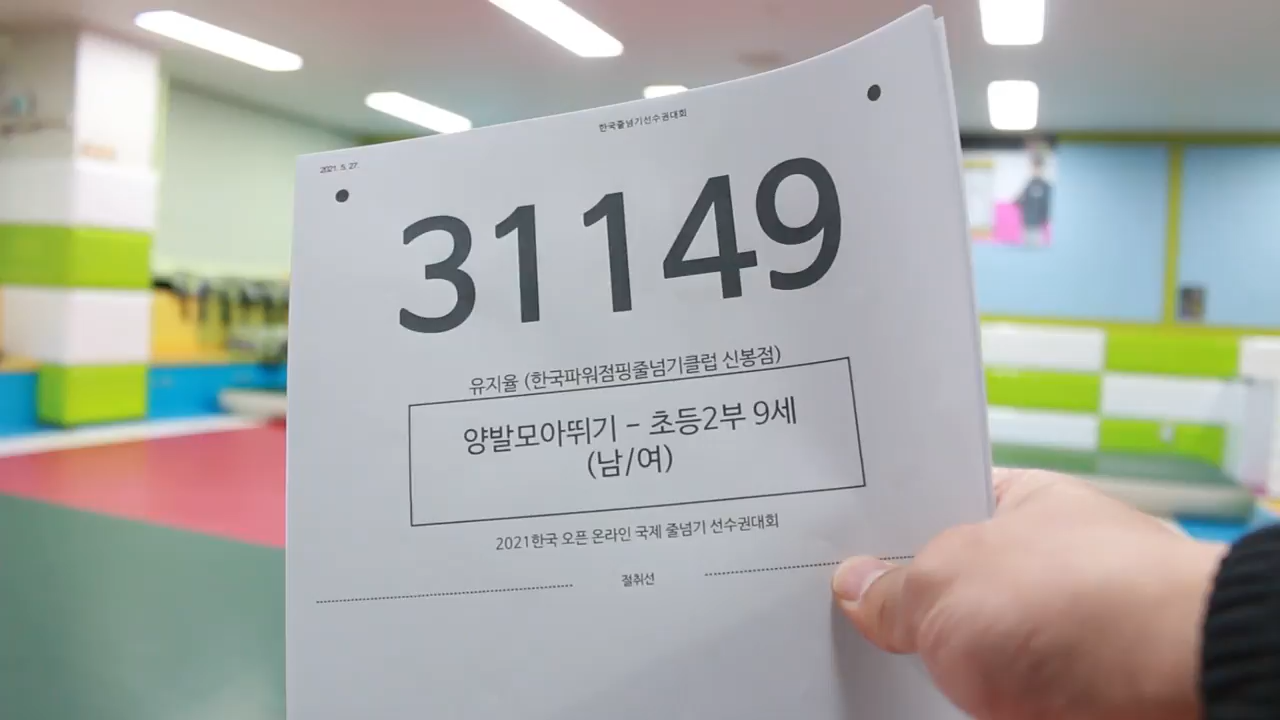 한국줄넘기선수권대회
2021. 5. 27.
31149
유지율 (한국파워점핑줄넘기클럽 신봉점)
양발모아뛰기 - 초등2부 9세
(남/여)
2021한국 오픈 온라인 국제 줄넘기 선수권대회
절취선